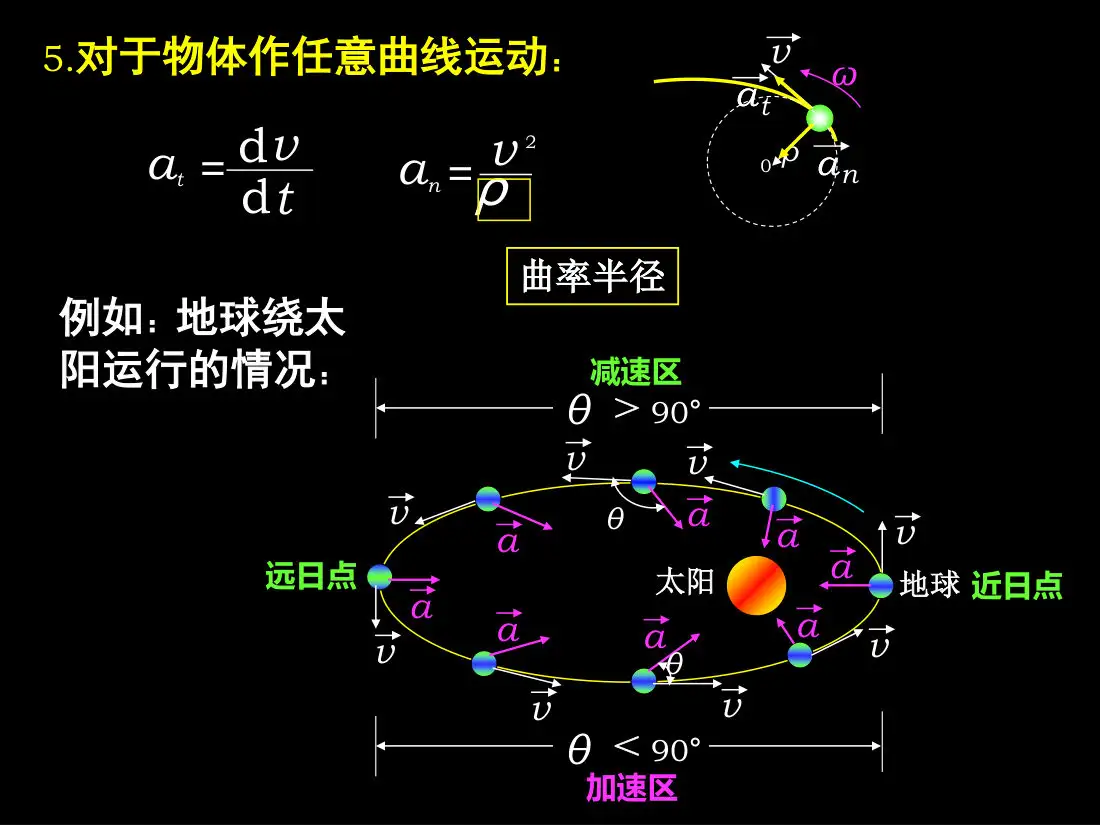 5.对于物体作任意曲线运动：
v
ω
a_t
0
ρ
a_n
a_t = dv/dt
a_n = v²/ρ
曲率半径
例如：地球绕太
阳运行的情况：
减速区
θ > 90°
v
v
v
a
θ
a
a
v
远日点
太阳
a
地球
近日点
a
v
a
a
a
θ
v
v
v
θ < 90°
加速区